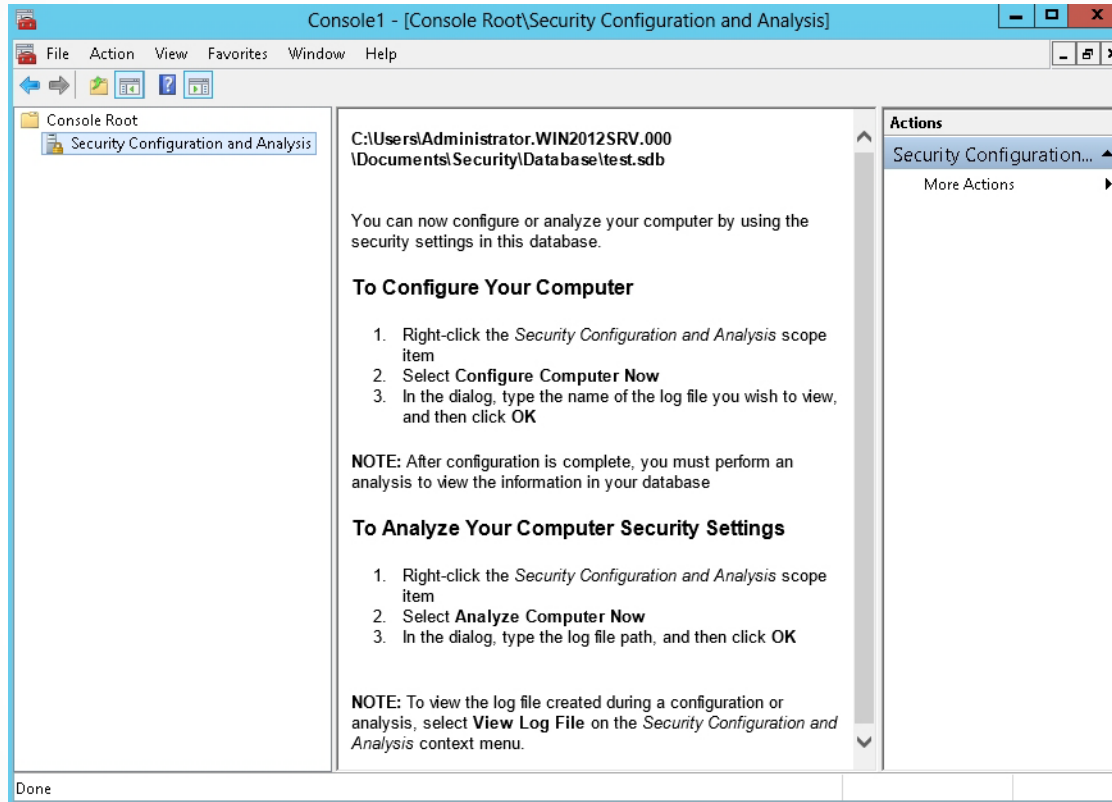 Console1 - [Console Root\Security Configuration and Analysis]
File Action View Favorites Window Help
Console Root
Security Configuration and Analysis
C:\Users\Administrator.WIN2012SRV.000
\Documents\Security\Database\test.sdb
You can now configure or analyze your computer by using the
security settings in this database.
To Configure Your Computer
1. Right-click the Security Configuration and Analysis scope
item
2. Select Configure Computer Now
3. In the dialog, type the name of the log file you wish to view,
and then click OK
NOTE: After configuration is complete, you must perform an
analysis to view the information in your database
To Analyze Your Computer Security Settings
1. Right-click the Security Configuration and Analysis scope
item
2. Select Analyze Computer Now
3. In the dialog, type the log file path, and then click OK
NOTE: To view the log file created during a configuration or
analysis, select View Log File on the Security Configuration and
Analysis context menu.
Actions
Security Configuration...
More Actions
Done